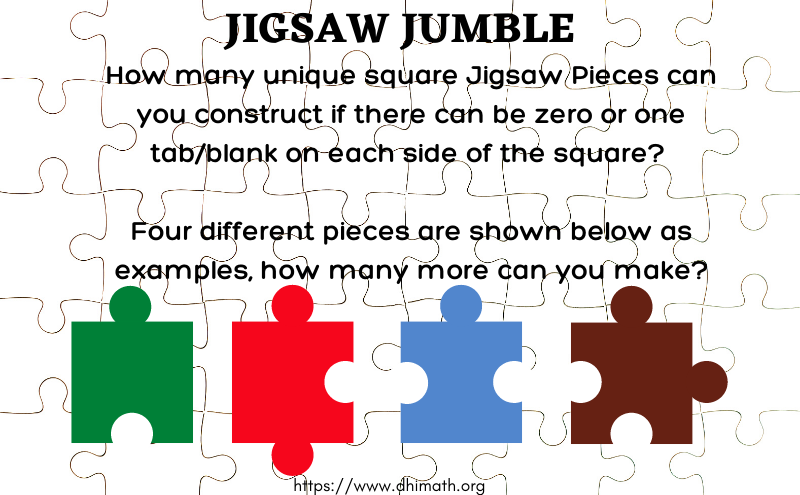 JIGSAW JUMBLE
How many unique square Jigsaw Pieces can
you construct if there can be zero or one
tab/blank on each side of the square?
Four different pieces are shown below as
examples, how many more can you make?
https://www.dhimath.org